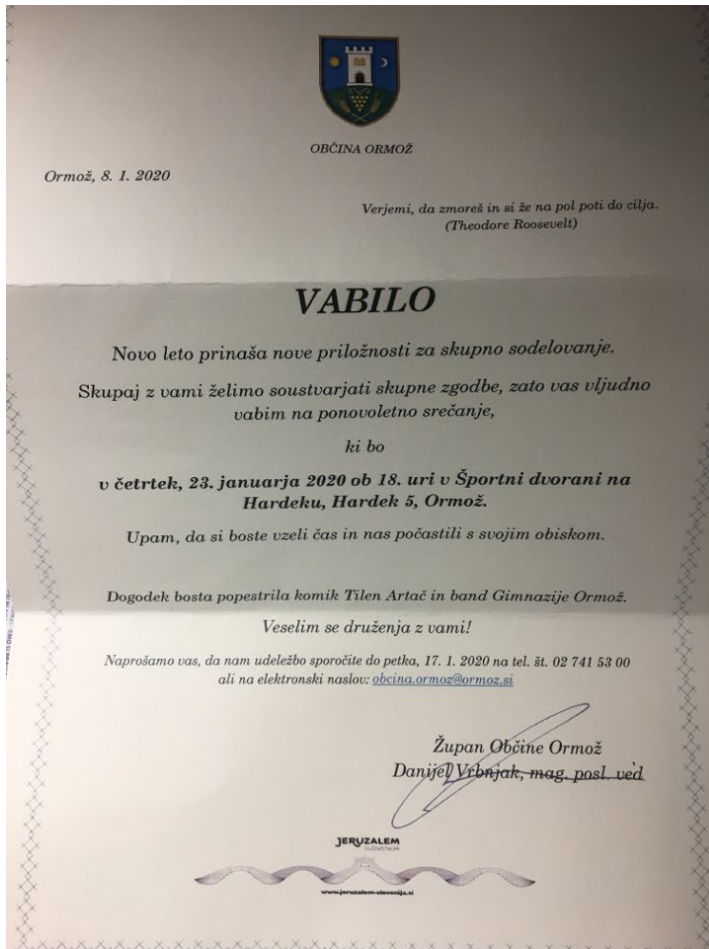 OBČINA ORMOŽ
Ormož, 8. 1. 2020
Verjemi, da zmoreš in si že na pol poti do cilja.
(Theodore Roosevelt)
VABILO
Novo leto prinaša nove priložnosti za skupno sodelovanje.
Skupaj z vami želimo soustvarjati skupne zgodbe, zato vas vljudno
vabim na ponovoletno srečanje,
ki bo
v četrtek, 23. januarja 2020 ob 18. uri v Športni dvorani na
Hardeku, Hardek 5, Ormož.
Upam, da si boste vzeli čas in nas počastili s svojim obiskom.
Dogodek bosta popestrila komik Tilen Artač in band Gimnazije Ormož.
Veselim se druženja z vami!
Naprošamo vas, da nam udeležbo sporočite do petka, 17. 1. 2020 na tel. št. 02 741 53 00
ali na elektronski naslov: obcina.ormoz@ormoz.si
Župan Občine Ormož
Danijel Vrbnjak, mag. posl. ved
JERUZALEM
SLOVENIJA
www.jeruzalem-slovenija.si